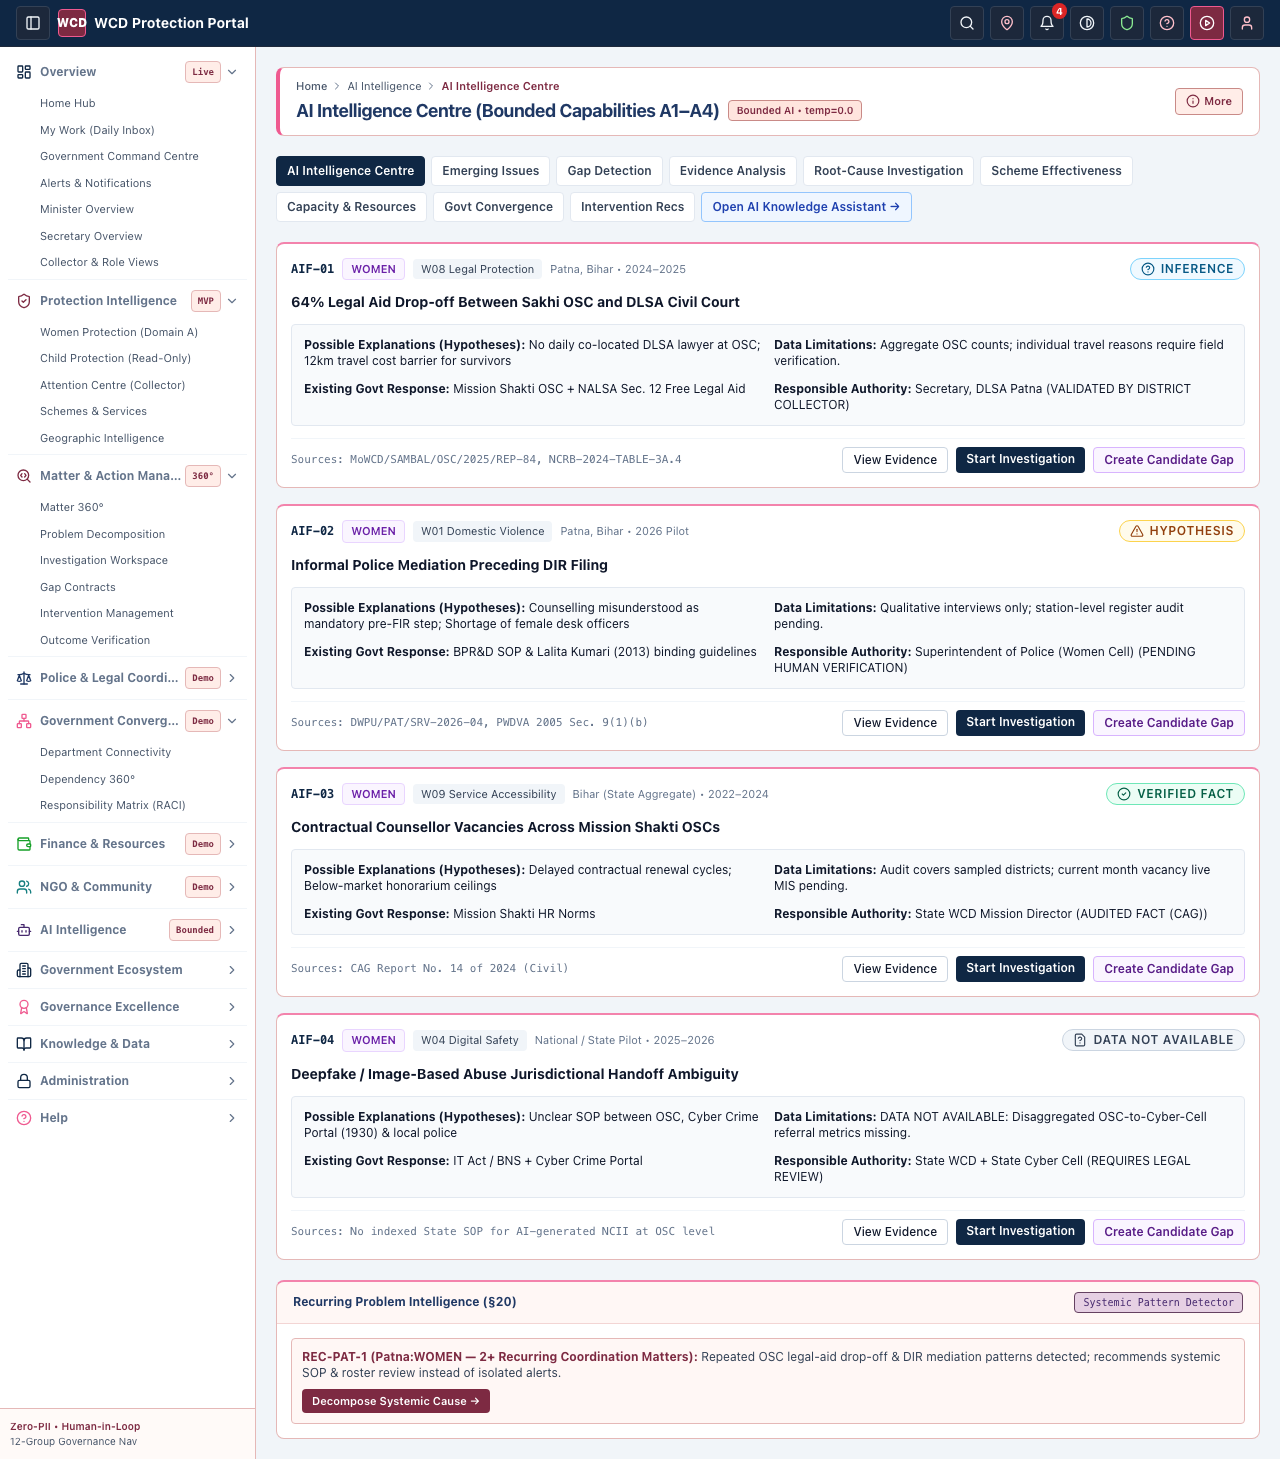 WCD WCD Protection Portal
4
Overview Live
Home Hub
My Work (Daily Inbox)
Government Command Centre
Alerts & Notifications
Minister Overview
Secretary Overview
Collector & Role Views
Protection Intelligence MVP
Women Protection (Domain A)
Child Protection (Read-Only)
Attention Centre (Collector)
Schemes & Services
Geographic Intelligence
Matter & Action Mana... 360°
Matter 360°
Problem Decomposition
Investigation Workspace
Gap Contracts
Intervention Management
Outcome Verification
Police & Legal Coordi... Demo
Government Converg... Demo
Department Connectivity
Dependency 360°
Responsibility Matrix (RACI)
Finance & Resources Demo
NGO & Community Demo
AI Intelligence Bounded
Government Ecosystem
Governance Excellence
Knowledge & Data
Administration
Help
Zero-PII • Human-in-Loop
12-Group Governance Nav
Home > AI Intelligence > AI Intelligence Centre
AI Intelligence Centre (Bounded Capabilities A1–A4) Bounded AI • temp=0.0
More
AI Intelligence Centre Emerging Issues Gap Detection Evidence Analysis Root-Cause Investigation Scheme Effectiveness
Capacity & Resources Govt Convergence Intervention Recs Open AI Knowledge Assistant →
AIF-01 WOMEN W08 Legal Protection Patna, Bihar • 2024–2025 INFERENCE
64% Legal Aid Drop-off Between Sakhi OSC and DLSA Civil Court
Possible Explanations (Hypotheses): No daily co-located DLSA lawyer at OSC;
12km travel cost barrier for survivors
Data Limitations: Aggregate OSC counts; individual travel reasons require field
verification.
Existing Govt Response: Mission Shakti OSC + NALSA Sec. 12 Free Legal Aid
Responsible Authority: Secretary, DLSA Patna (VALIDATED BY DISTRICT
COLLECTOR)
Sources: MoWCD/SAMBAL/OSC/2025/REP-84, NCRB-2024-TABLE-3A.4
View Evidence Start Investigation Create Candidate Gap
AIF-02 WOMEN W01 Domestic Violence Patna, Bihar • 2026 Pilot HYPOTHESIS
Informal Police Mediation Preceding DIR Filing
Possible Explanations (Hypotheses): Counselling misunderstood as
mandatory pre-FIR step; Shortage of female desk officers
Data Limitations: Qualitative interviews only; station-level register audit
pending.
Existing Govt Response: BPR&D SOP & Lalita Kumari (2013) binding guidelines
Responsible Authority: Superintendent of Police (Women Cell) (PENDING
HUMAN VERIFICATION)
Sources: DWPU/PAT/SRV-2026-04, PWDVA 2005 Sec. 9(1)(b)
View Evidence Start Investigation Create Candidate Gap
AIF-03 WOMEN W09 Service Accessibility Bihar (State Aggregate) • 2022–2024 VERIFIED FACT
Contractual Counsellor Vacancies Across Mission Shakti OSCs
Possible Explanations (Hypotheses): Delayed contractual renewal cycles;
Below-market honorarium ceilings
Data Limitations: Audit covers sampled districts; current month vacancy live
MIS pending.
Existing Govt Response: Mission Shakti HR Norms
Responsible Authority: State WCD Mission Director (AUDITED FACT (CAG))
Sources: CAG Report No. 14 of 2024 (Civil)
View Evidence Start Investigation Create Candidate Gap
AIF-04 WOMEN W04 Digital Safety National / State Pilot • 2025–2026 DATA NOT AVAILABLE
Deepfake / Image-Based Abuse Jurisdictional Handoff Ambiguity
Possible Explanations (Hypotheses): Unclear SOP between OSC, Cyber Crime
Portal (1930) & local police
Data Limitations: DATA NOT AVAILABLE: Disaggregated OSC-to-Cyber-Cell
referral metrics missing.
Existing Govt Response: IT Act / BNS + Cyber Crime Portal
Responsible Authority: State WCD + State Cyber Cell (REQUIRES LEGAL
REVIEW)
Sources: No indexed State SOP for AI-generated NCII at OSC level
View Evidence Start Investigation Create Candidate Gap
Recurring Problem Intelligence (§20) Systemic Pattern Detector
REC-PAT-1 (Patna:WOMEN — 2+ Recurring Coordination Matters): Repeated OSC legal-aid drop-off & DIR mediation patterns detected; recommends systemic
SOP & roster review instead of isolated alerts.
Decompose Systemic Cause →